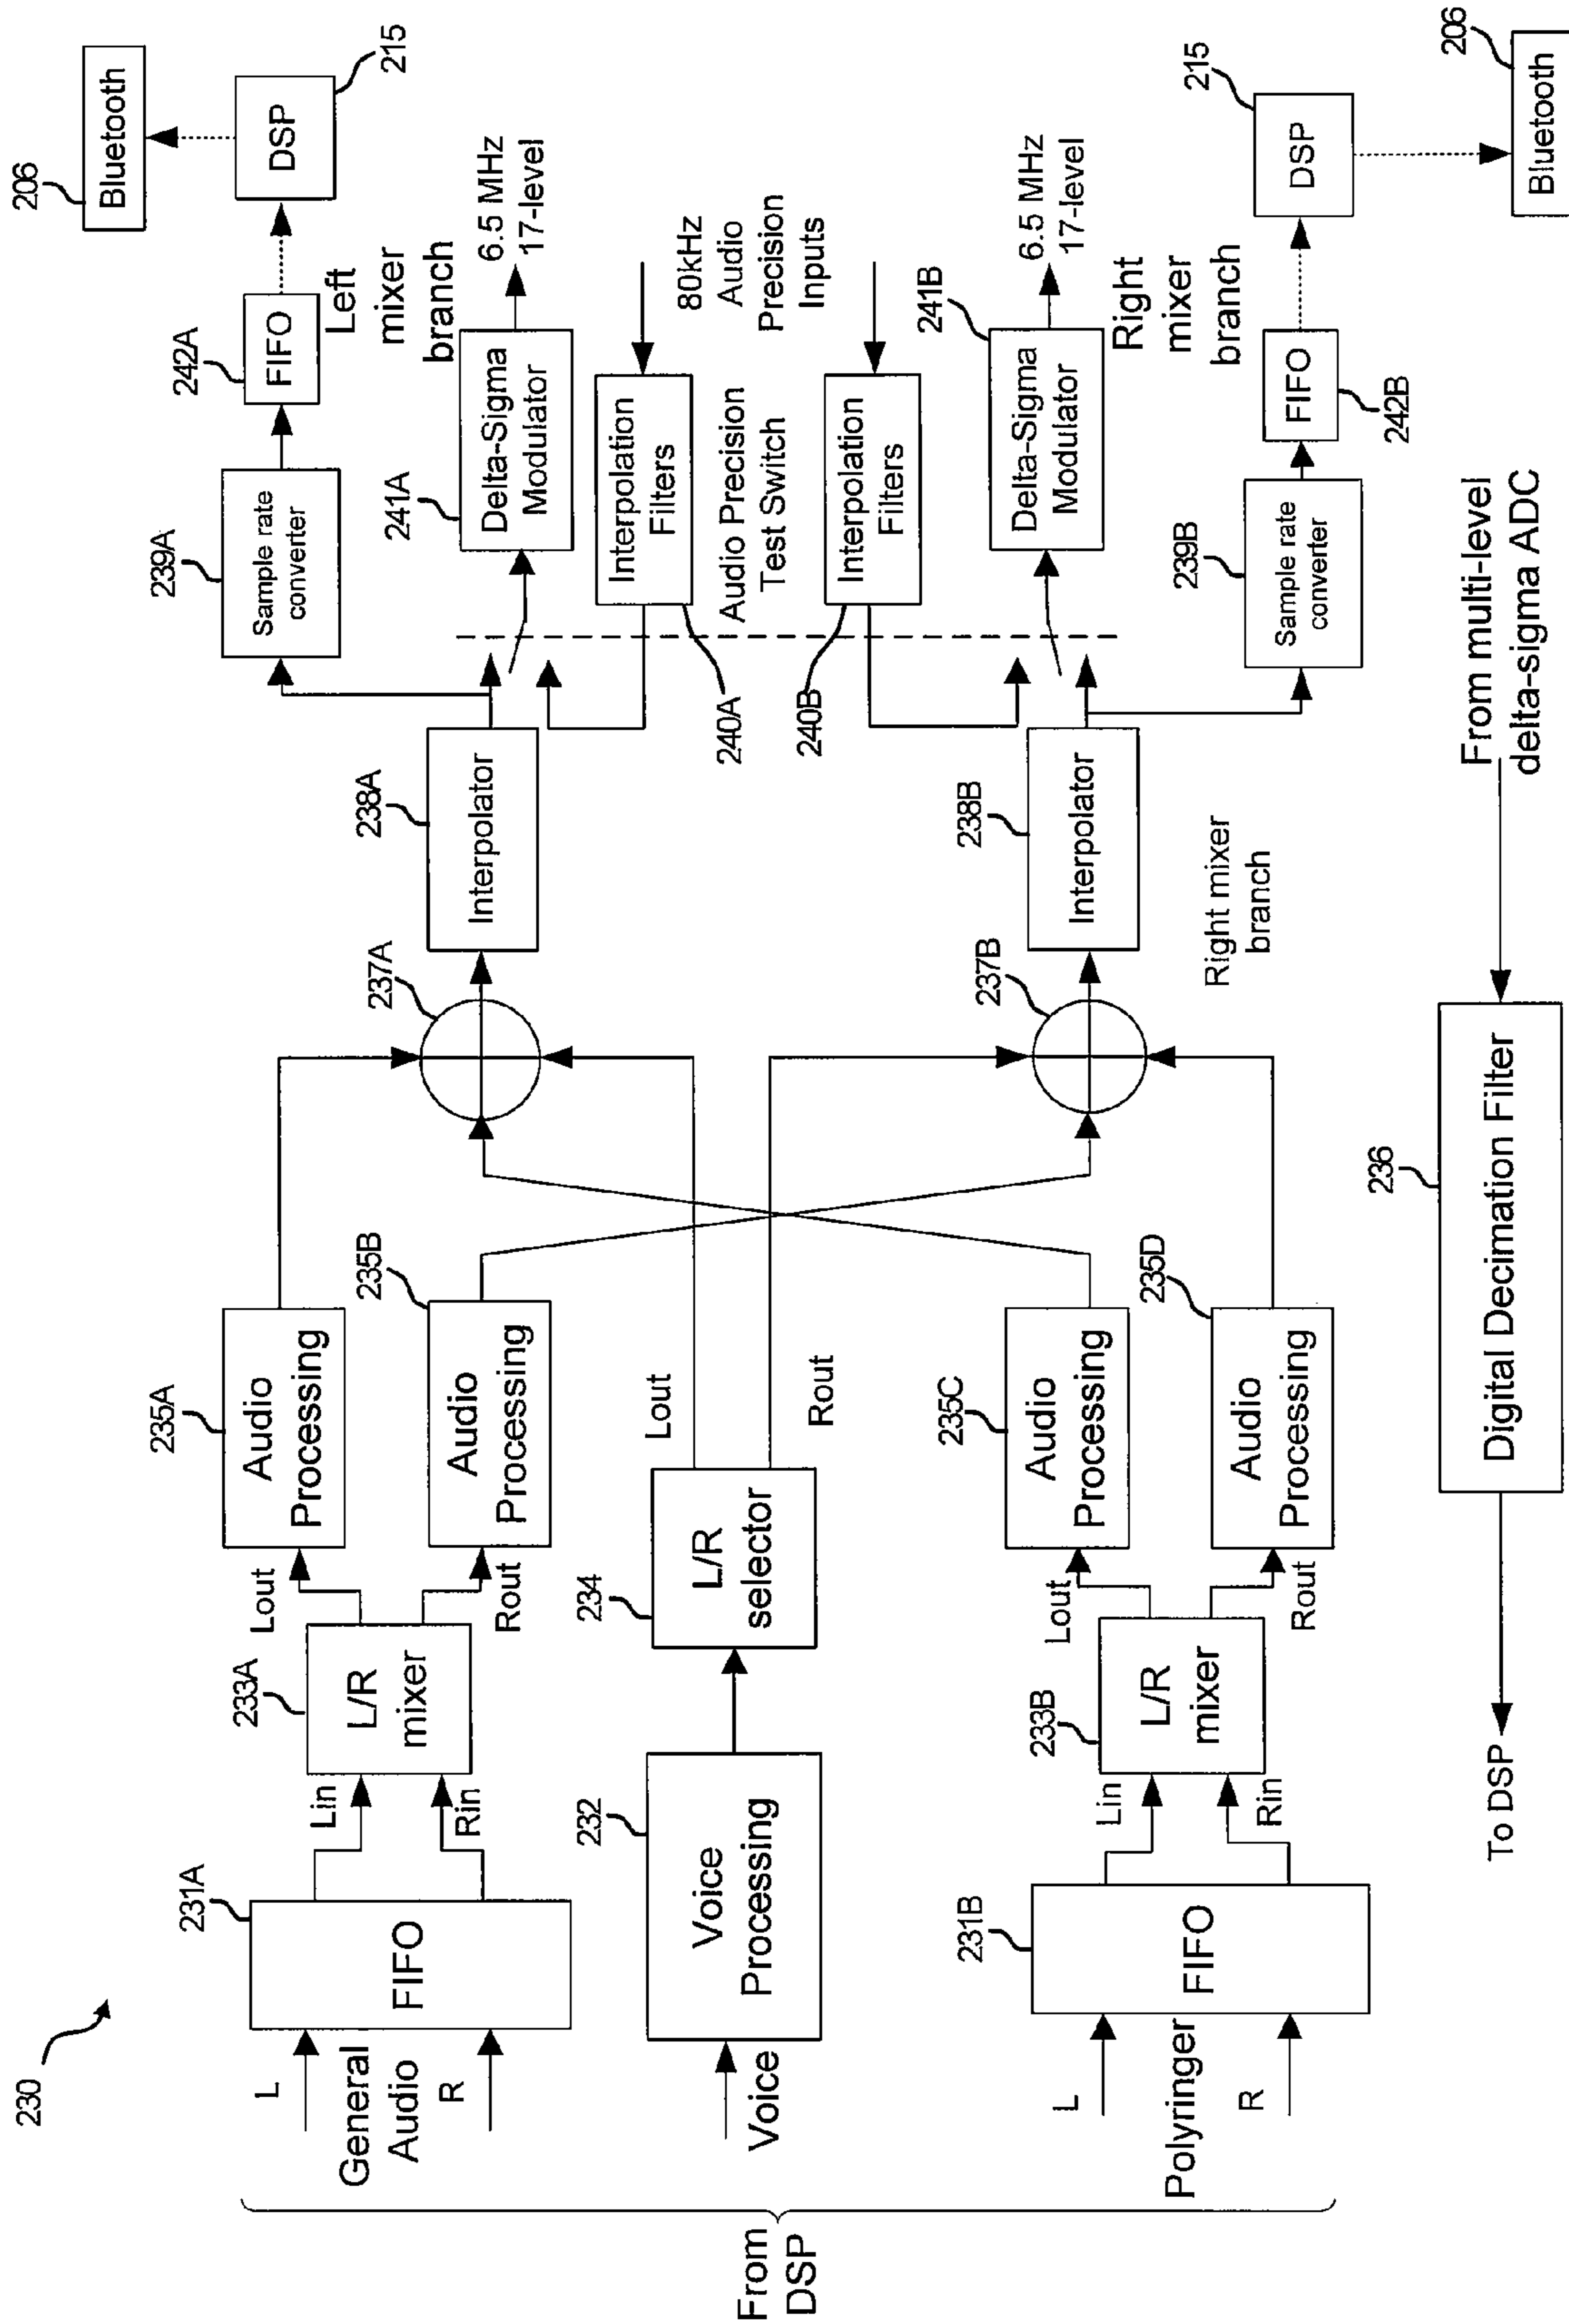 230
From
DSP
L
General
Audio
R
231A
FIFO
Lin
Rin
233A
L/R
mixer
Lout
Rout
235A
Audio
Processing
235B
Audio
Processing
Voice
232
Voice
Processing
234
L/R
selector
Lout
Rout
L
Polyringer
R
231B
FIFO
Lin
Rin
233B
L/R
mixer
Lout
Rout
235C
Audio
Processing
235D
Audio
Processing
237A
238A
Interpolator
239A
Sample rate
converter
242A
FIFO
DSP
215
206
Bluetooth
Left
mixer
branch
241A
Delta-Sigma
Modulator
6.5 MHz
17-level
Interpolation
Filters
240A
80kHz
Audio
Precision
Inputs
Audio Precision
Test Switch
Interpolation
Filters
240B
237B
238B
Interpolator
Right mixer
branch
241B
Delta-Sigma
Modulator
6.5 MHz
17-level
Right
mixer
branch
239B
Sample rate
converter
FIFO
242B
215
DSP
206
Bluetooth
To DSP
236
Digital Decimation Filter
From multi-level
delta-sigma ADC